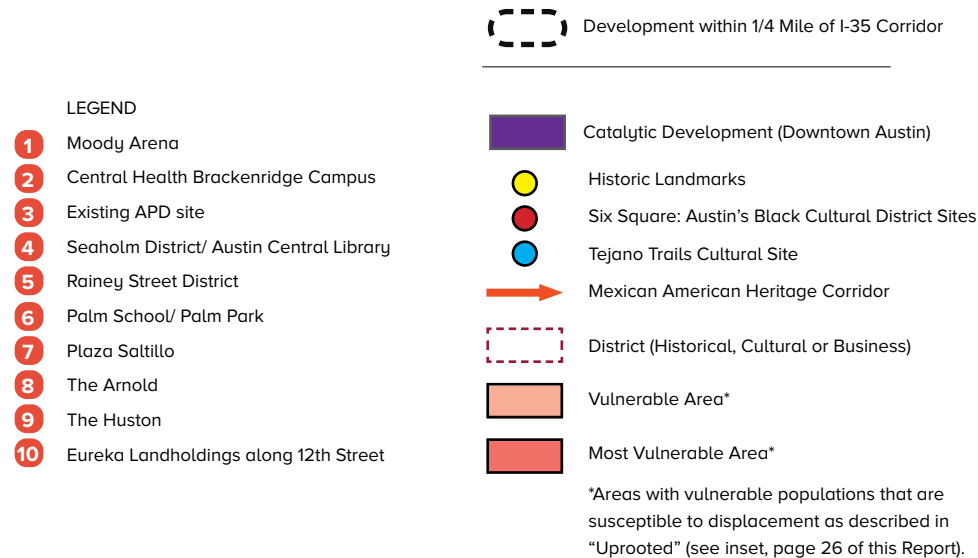 Development within 1/4 Mile of I-35 Corridor
LEGEND
1 Moody Arena
2 Central Health Brackenridge Campus
3 Existing APD site
4 Seaholm District/ Austin Central Library
5 Rainey Street District
6 Palm School/ Palm Park
7 Plaza Saltillo
8 The Arnold
9 The Huston
10 Eureka Landholdings along 12th Street
Catalytic Development (Downtown Austin)
Historic Landmarks
Six Square: Austin's Black Cultural District Sites
Tejano Trails Cultural Site
Mexican American Heritage Corridor
District (Historical, Cultural or Business)
Vulnerable Area*
Most Vulnerable Area*
*Areas with vulnerable populations that are
susceptible to displacement as described in
“Uprooted” (see inset, page 26 of this Report).